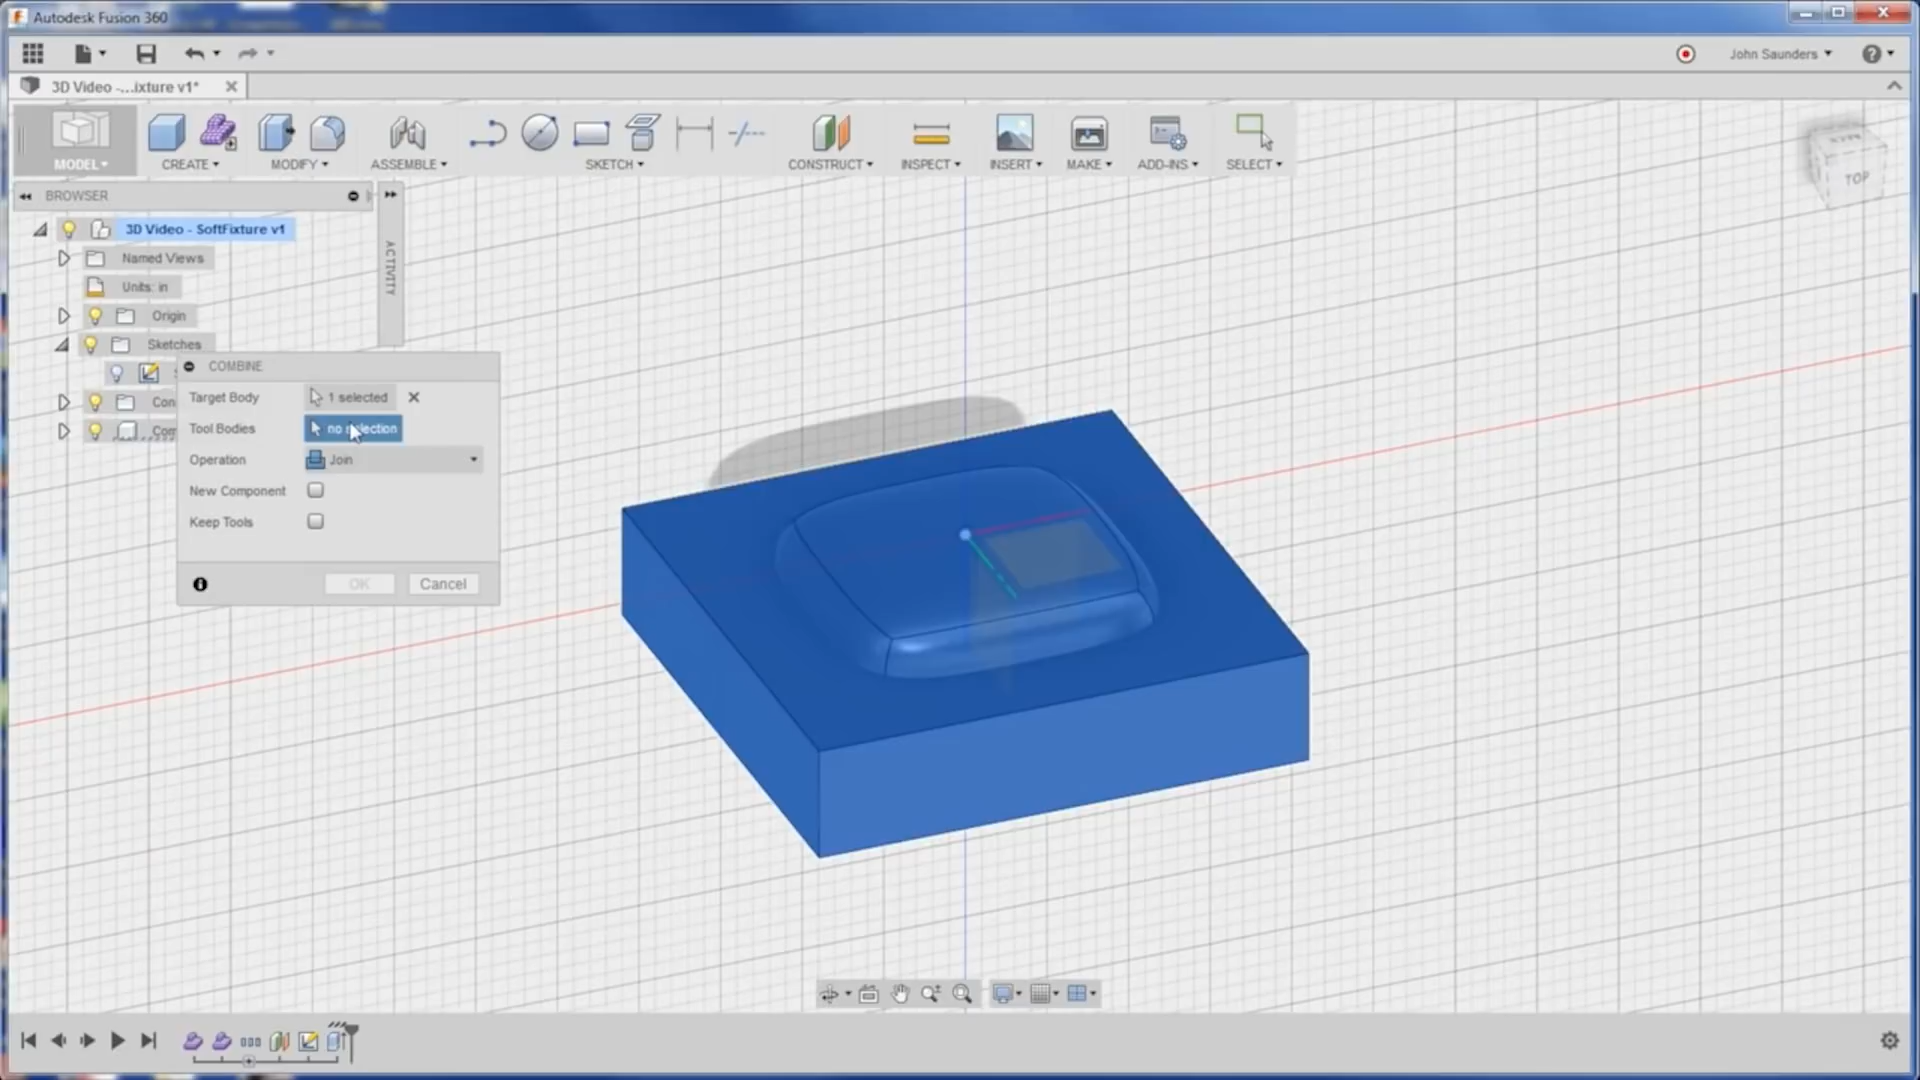 Autodesk Fusion 360
John Saunders
3D Video -...ixture v1*
MODEL
CREATE
MODIFY
ASSEMBLE
SKETCH
CONSTRUCT
INSPECT
INSERT
MAKE
ADD-INS
SELECT
BROWSER
ACTIVITY
TOP
3D Video - SoftFixture v1
Named Views
Units: in
Origin
Sketches
Con
Com
COMBINE
Target Body
1 selected
Tool Bodies
Operation
Join
New Component
Keep Tools
OK
Cancel